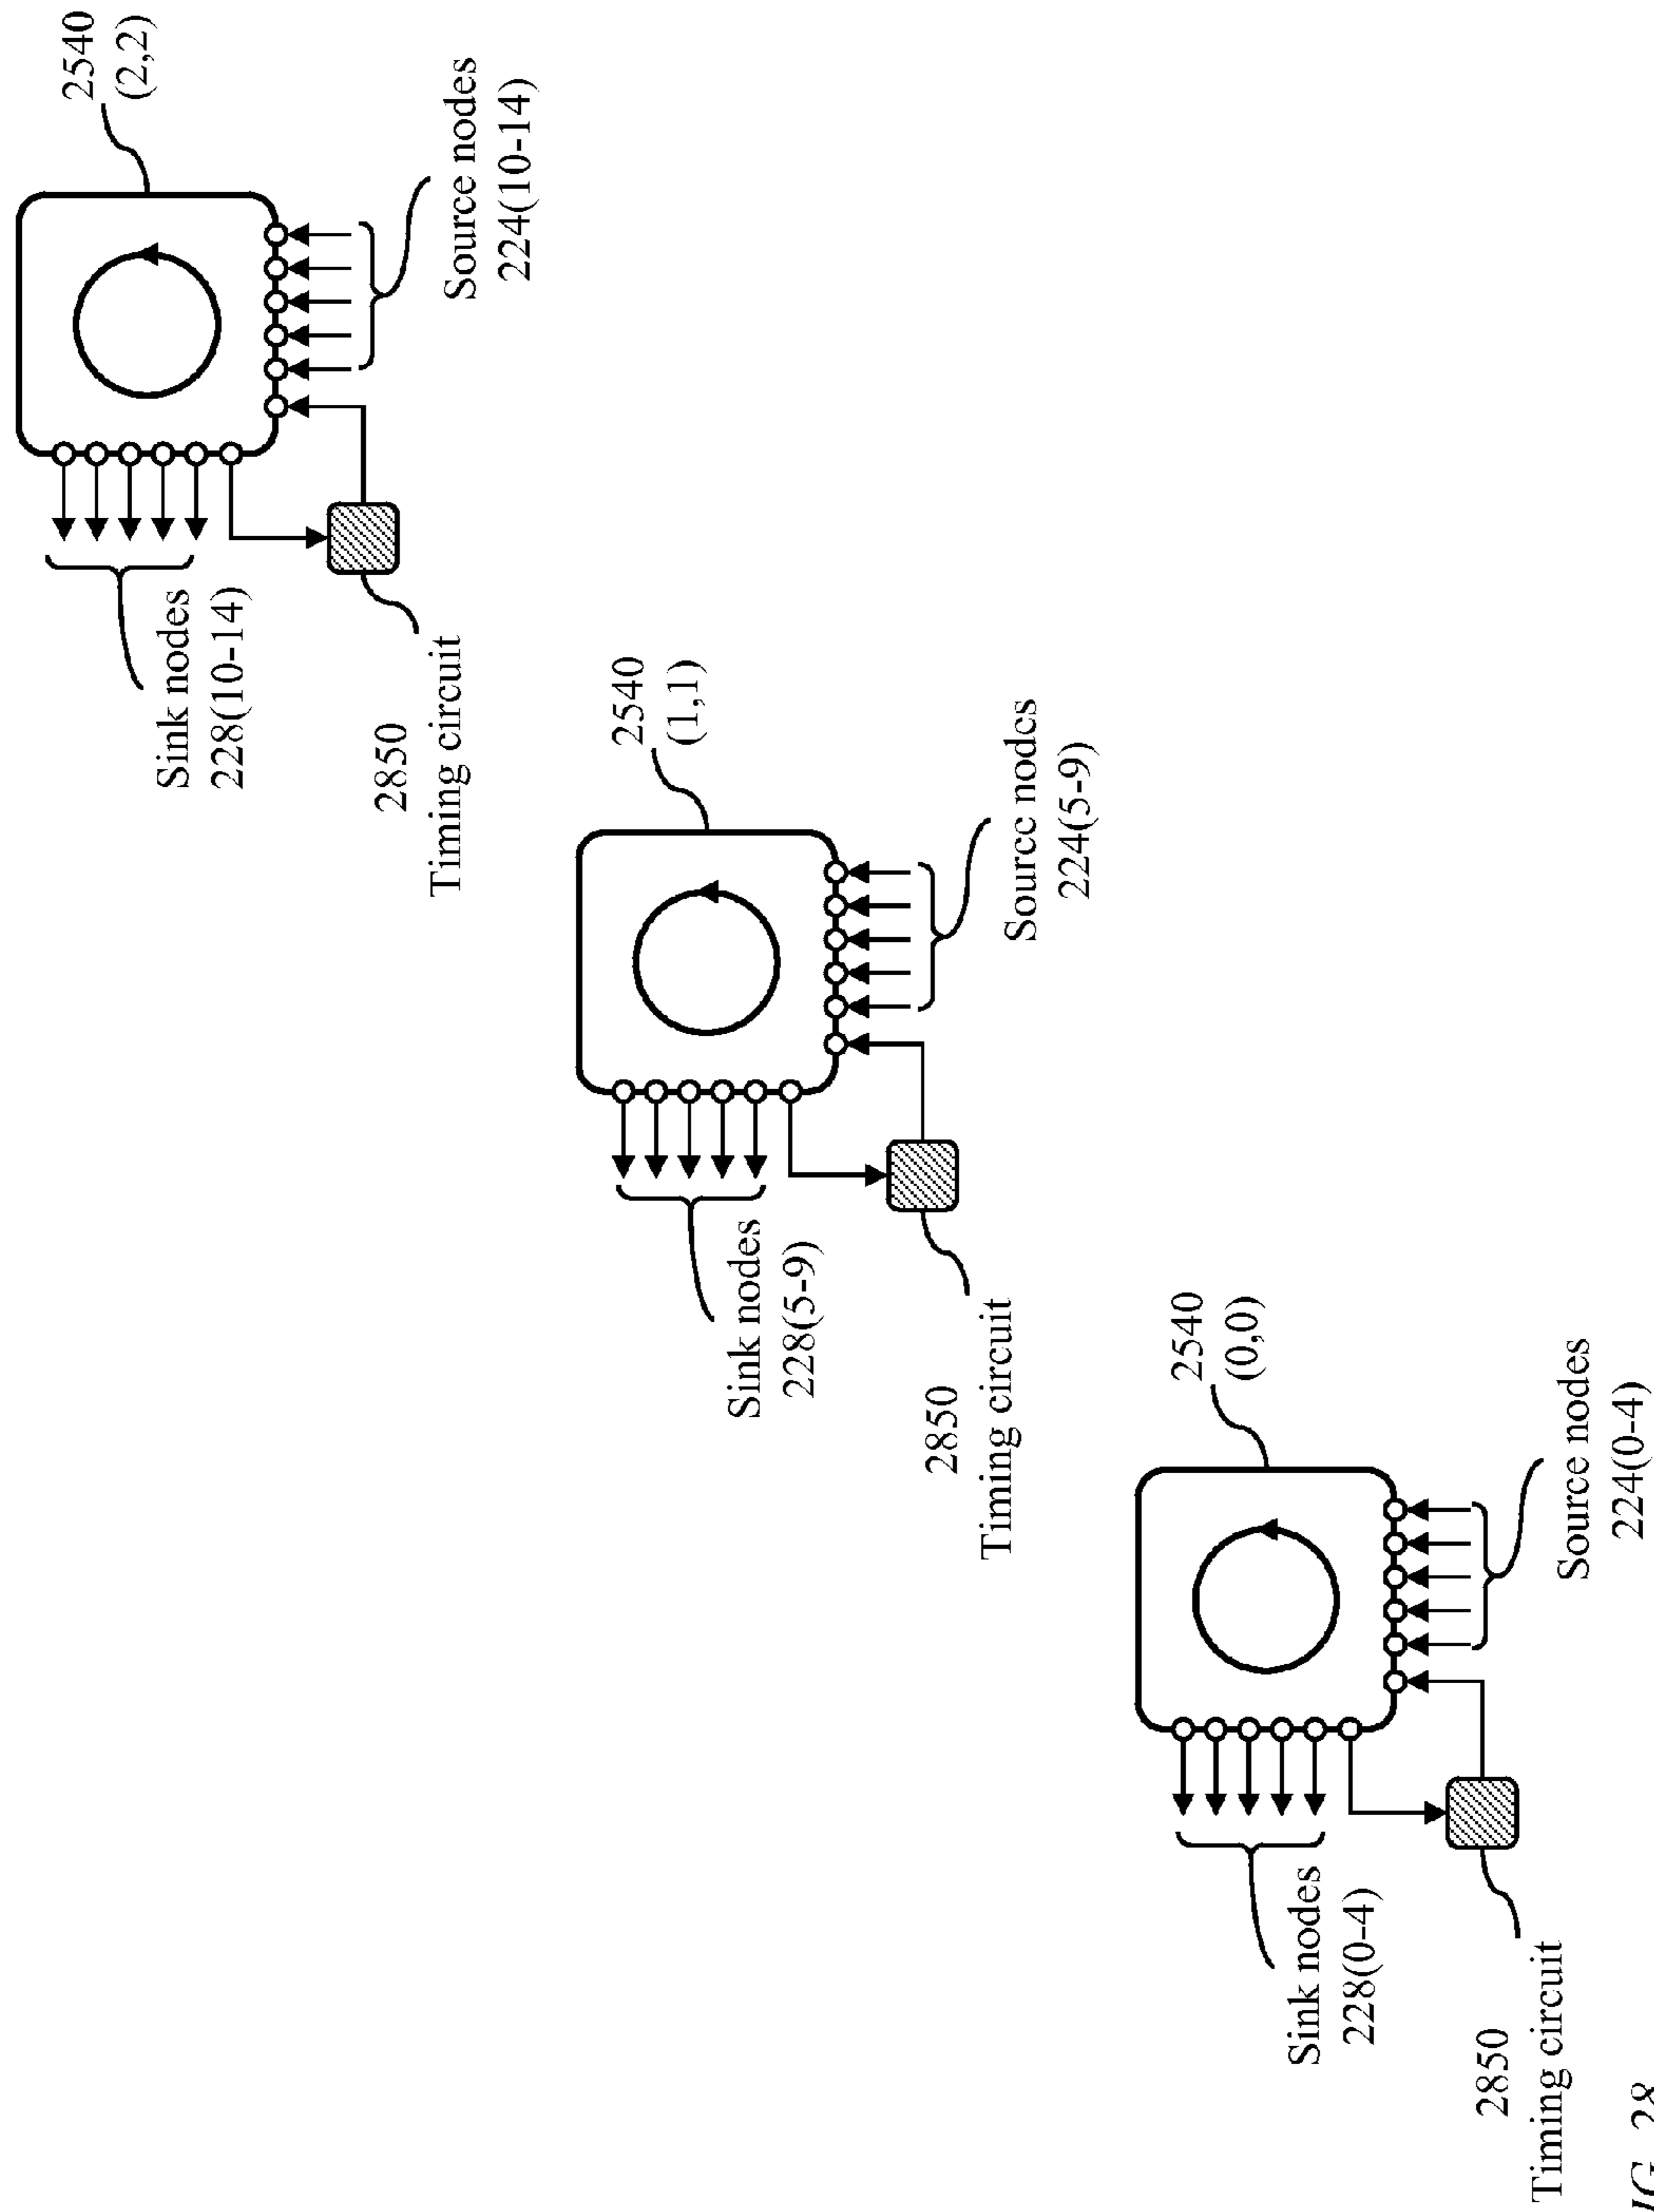 2540
(2,2)
Sink nodes
228(10-14)
2850
Timing circuit
Source nodes
224(10-14)
2540
(1,1)
Sink nodes
228(5-9)
2850
Timing circuit
Source nodes
224(5-9)
2540
(0,0)
Sink nodes
228(0-4)
2850
Timing circuit
Source nodes
224(0-4)
IG. 28